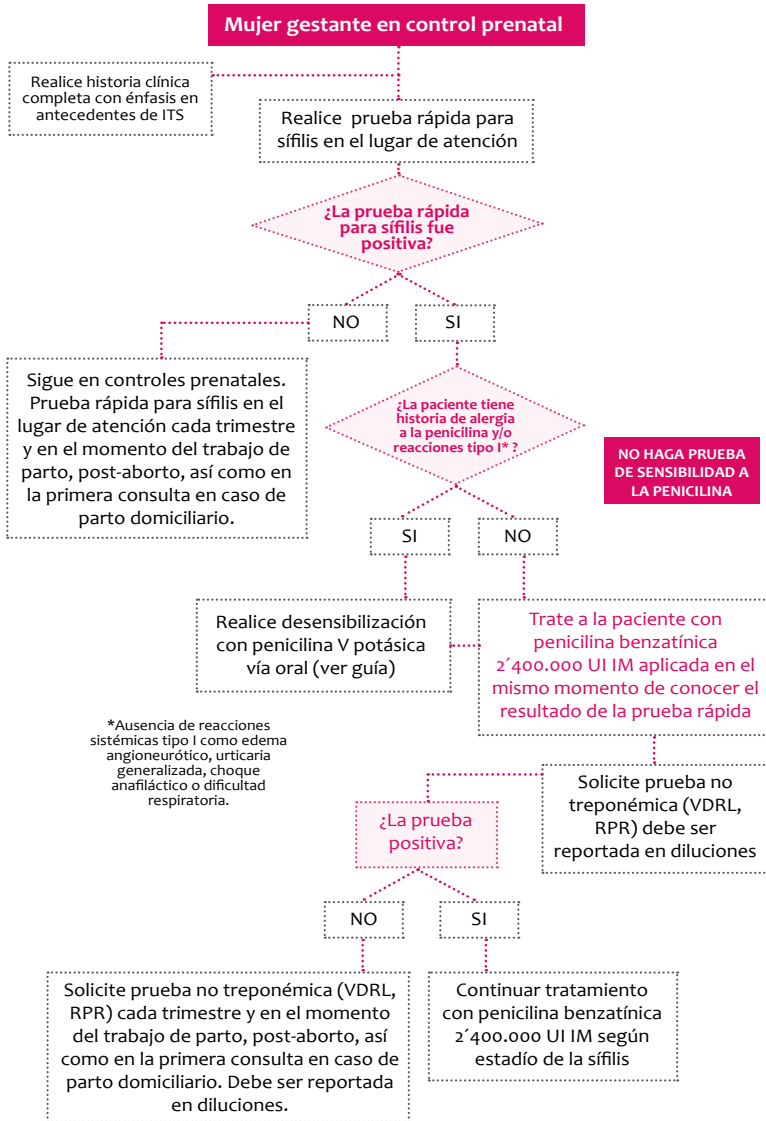 Mujer gestante en control prenatal
Realice historia clínica
completa con énfasis en
antecedentes de ITS
Realice prueba rápida para
sífilis en el lugar de atención
¿La prueba rápida
para sífilis fue
positiva?
NO
SI
Sigue en controles prenatales.
Prueba rápida para sífilis en el
lugar de atención cada trimestre
y en el momento del trabajo de
parto, post-aborto, así como en
la primera consulta en caso de
parto domiciliario.
¿La paciente tiene
historia de alergia
a la penicilina y/o
reacciones tipo I* ?
NO HAGA PRUEBA
DE SENSIBILIDAD A
LA PENICILINA
SI
NO
Realice desensibilización
con penicilina V potásica
vía oral (ver guía)
Trate a la paciente con
penicilina benzatínica
2´400.000 UI IM aplicada en el
mismo momento de conocer el
resultado de la prueba rápida
*Ausencia de reacciones
sistémicas tipo I como edema
angioneurótico, urticaria
generalizada, choque
anafiláctico o dificultad
respiratoria.
Solicite prueba no
treponémica (VDRL,
RPR) debe ser
reportada en diluciones
¿La prueba
positiva?
NO
SI
Solicite prueba no treponémica (VDRL,
RPR) cada trimestre y en el momento
del trabajo de parto, post-aborto, así
como en la primera consulta en caso de
parto domiciliario. Debe ser reportada
en diluciones.
Continuar tratamiento
con penicilina benzatínica
2´400.000 UI IM según
estadío de la sífilis